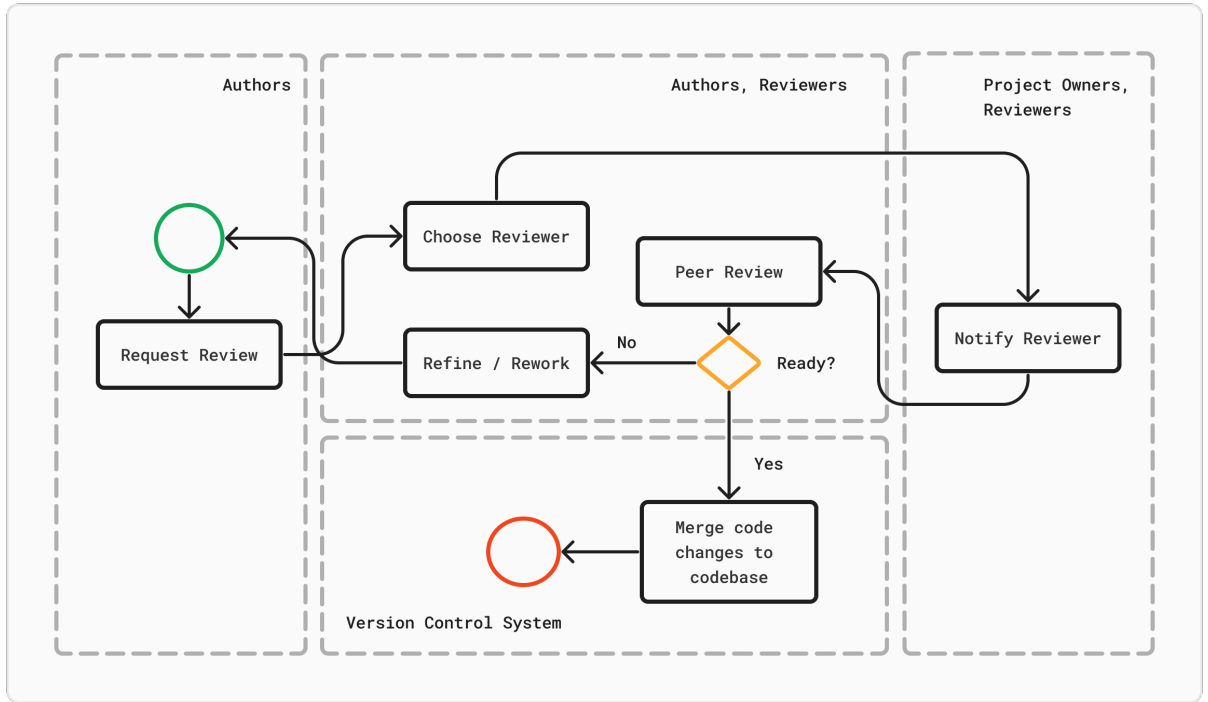 Authors
Authors, Reviewers
Project Owners,
Reviewers
Choose Reviewer
Peer Review
Notify Reviewer
Request Review
Refine / Rework
No
Ready?
Yes
Merge code
changes to
codebase
Version Control System